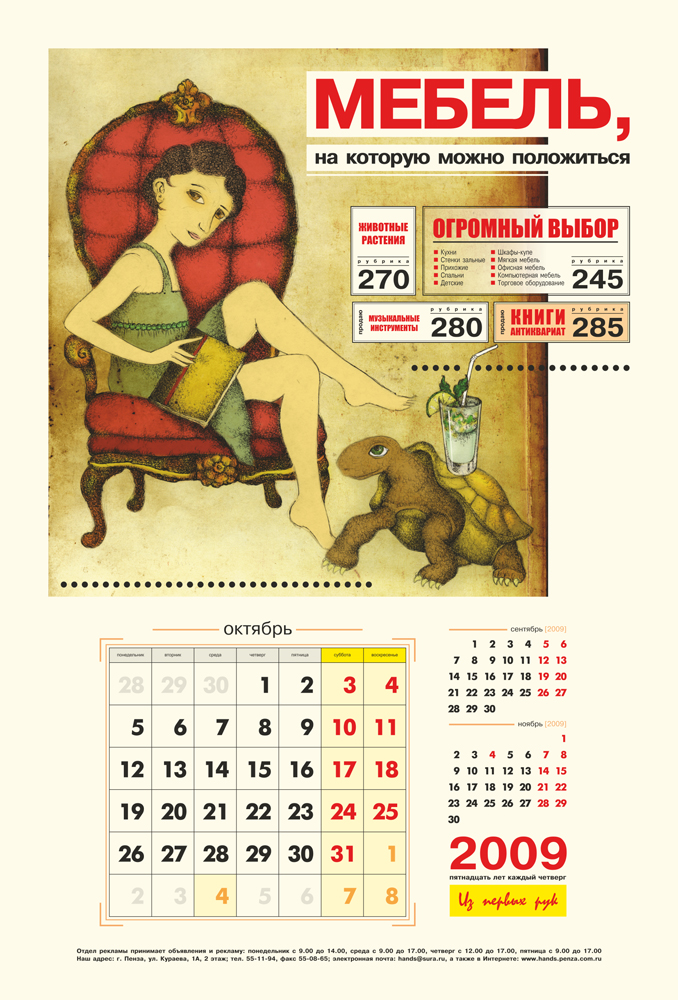 МЕБЕЛЬ,
на которую можно положиться
ЖИВОТНЫЕ
РАСТЕНИЯ
рубрика
270
ОГРОМНЫЙ ВЫБОР
Кухни
Стенки зальные
Прихожие
Спальни
Детские
Шкафы-купе
Мягкая мебель
Офисная мебель
Компьютерная мебель
Торговое оборудование
рубрика
245
продаю
МУЗЫКАЛЬНЫЕ
ИНСТРУМЕНТЫ
рубрика
280
продаю
КНИГИ
АНТИКВАРИАТ
рубрика
285
октябрь
понедельник вторник среда четверг пятница суббота воскресенье
28 29 30 1 2 3 4
5 6 7 8 9 10 11
12 13 14 15 16 17 18
19 20 21 22 23 24 25
26 27 28 29 30 31 1
2 3 4 5 6 7 8
сентябрь [2009]
1 2 3 4 5 6
7 8 9 10 11 12 13
14 15 16 17 18 19 20
21 22 23 24 25 26 27
28 29 30
ноябрь [2009]
1
2 3 4 5 6 7 8
9 10 11 12 13 14 15
16 17 18 19 20 21 22
23 24 25 26 27 28 29
30
2009
пятнадцать лет каждый четверг
Из первых рук
Отдел рекламы принимает объявления и рекламу: понедельник с 9.00 до 14.00, среда с 9.00 до 17.00, четверг с 12.00 до 17.00, пятница с 9.00 до 17.00
Наш адрес: г. Пенза, ул. Кураева, 1А, 2 этаж; тел. 55-11-94, факс 55-08-65; электронная почта: hands@sura.ru, а также в Интернете: www.hands.penza.com.ru